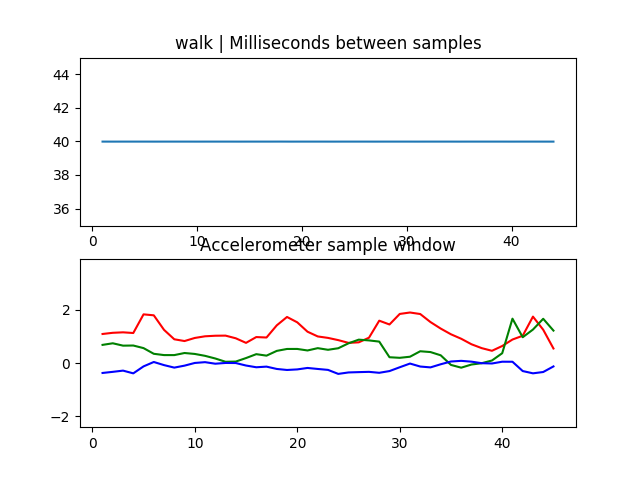 walk | Milliseconds between samples
44
42
40
38
36
0 10 20 30 40
Accelerometer sample window
2
0
−2
0 10 20 30 40